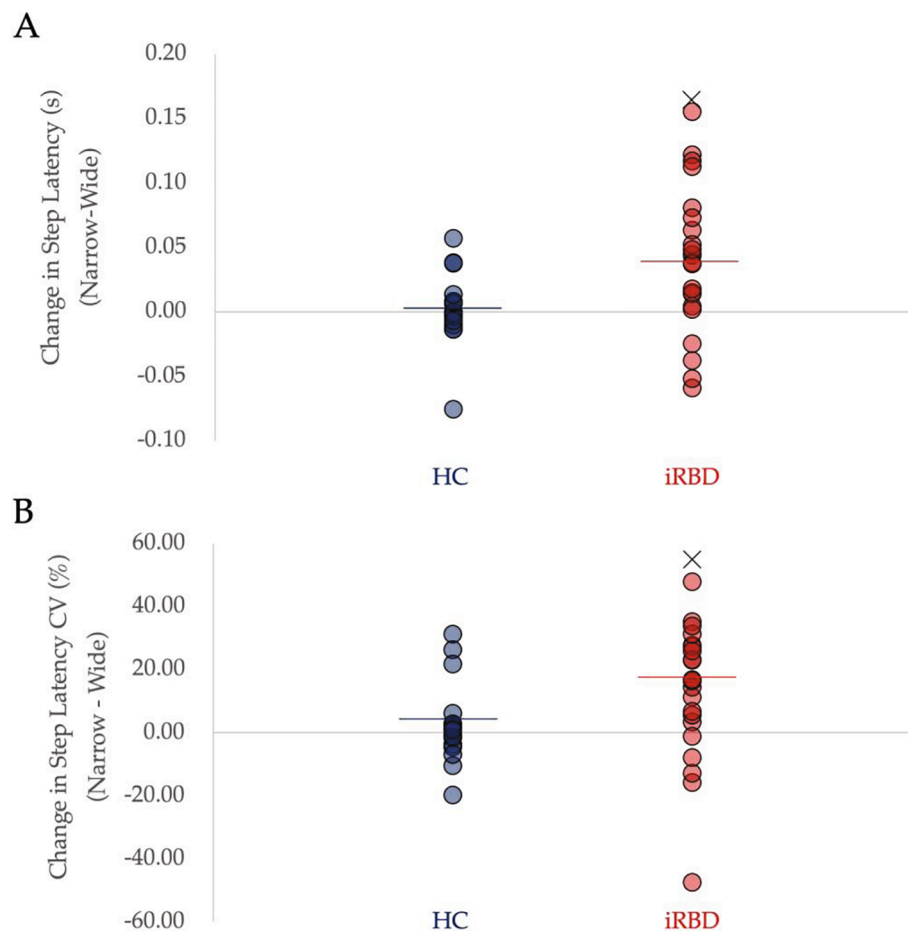 A
Change in Step Latency (s)
(Narrow-Wide)
0.20
0.15
0.10
0.05
0.00
-0.05
-0.10
HC
iRBD
B
Change in Step Latency CV (%)
(Narrow - Wide)
60.00
40.00
20.00
0.00
-20.00
-40.00
-60.00
HC
iRBD